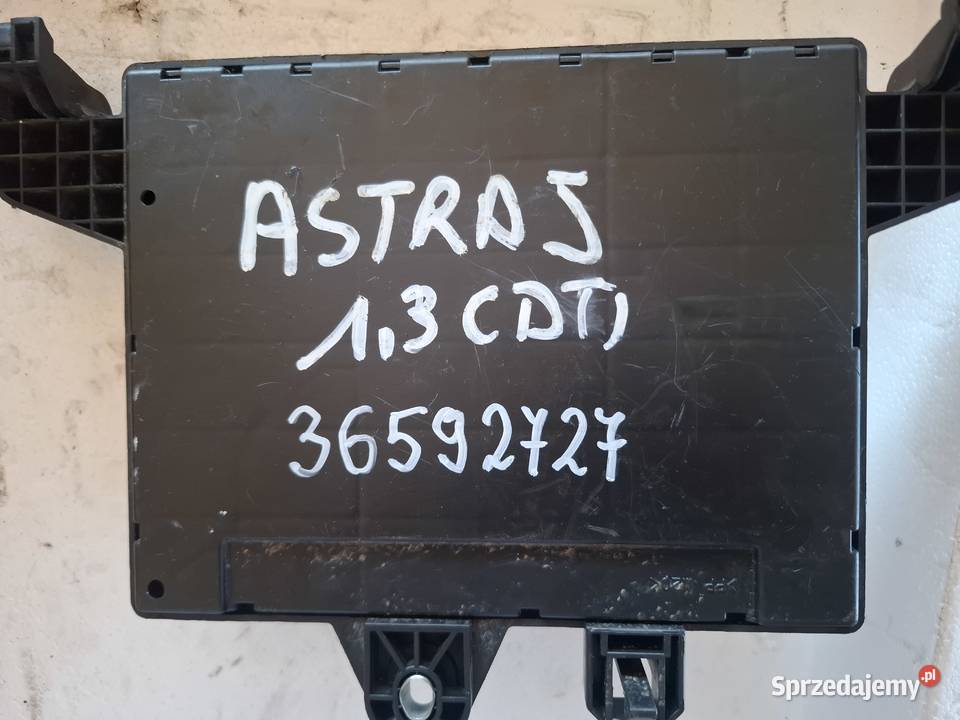 ASTRA J
1,3 CDTI
36592727
Sprzedajemy.pl